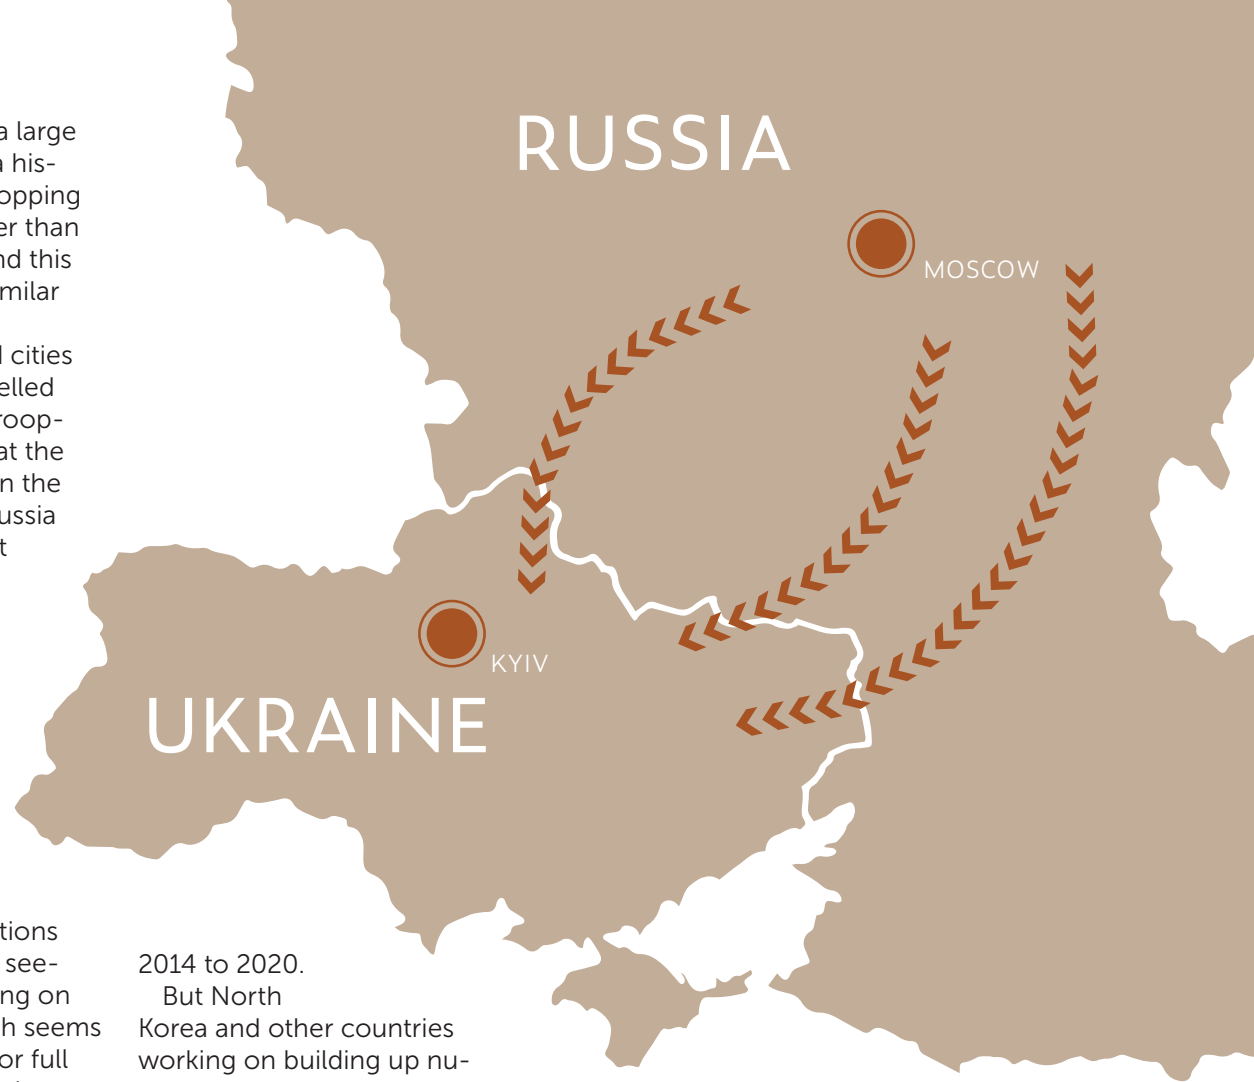 a large
a his-
opping
er than
nd this
milar
d cities
elled
roop-
at the
n the
ussia
t
tions
see-
ng on
h seems
or full
RUSSIA
MOSCOW
KYIV
UKRAINE
2014 to 2020.
But North
Korea and other countries
working on building up nu-